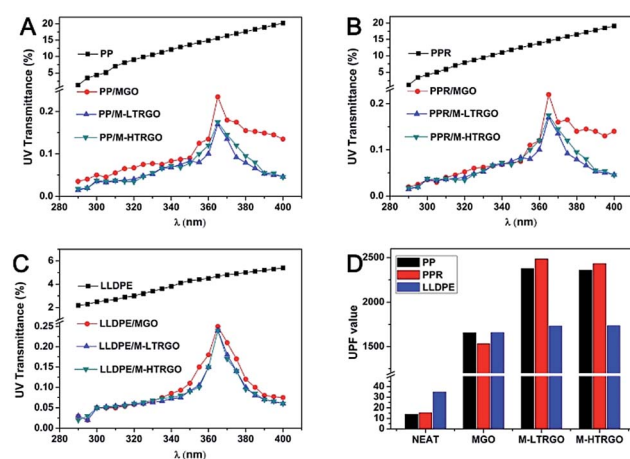 A
UV Transmittance (%)
20
15
10
5
0.2
0.1
0.0
PP
PP/MGO
PP/M-LTRGO
PP/M-HTRGO
280 300 320 340 360 380 400
λ (nm)
B
UV Transmittance (%)
20
15
10
5
0.2
0.1
0.0
PPR
PPR/MGO
PPR/M-LTRGO
PPR/M-HTRGO
280 300 320 340 360 380 400
λ (nm)
C
UV Transmittance (%)
6
4
2
0.25
0.20
0.15
0.10
0.05
0.00
LLDPE
LLDPE/MGO
LLDPE/M-LTRGO
LLDPE/M-HTRGO
280 300 320 340 360 380 400
λ (nm)
D
UPF value
2500
2250
1500
40
30
20
10
0
PP
PPR
LLDPE
NEAT MGO M-LTRGO M-HTRGO